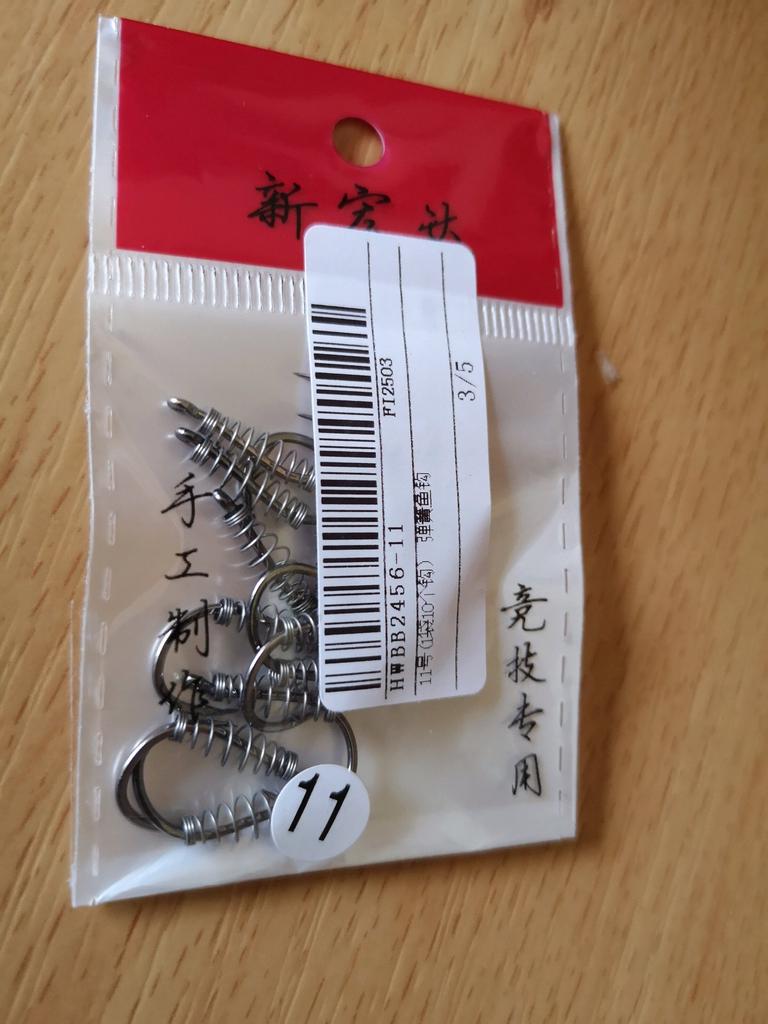 新宏达
HWBB2456-11
FI2503
11号(1袋10个钩) 弹簧鱼钩
3/5
手工制作
竞技专用
11